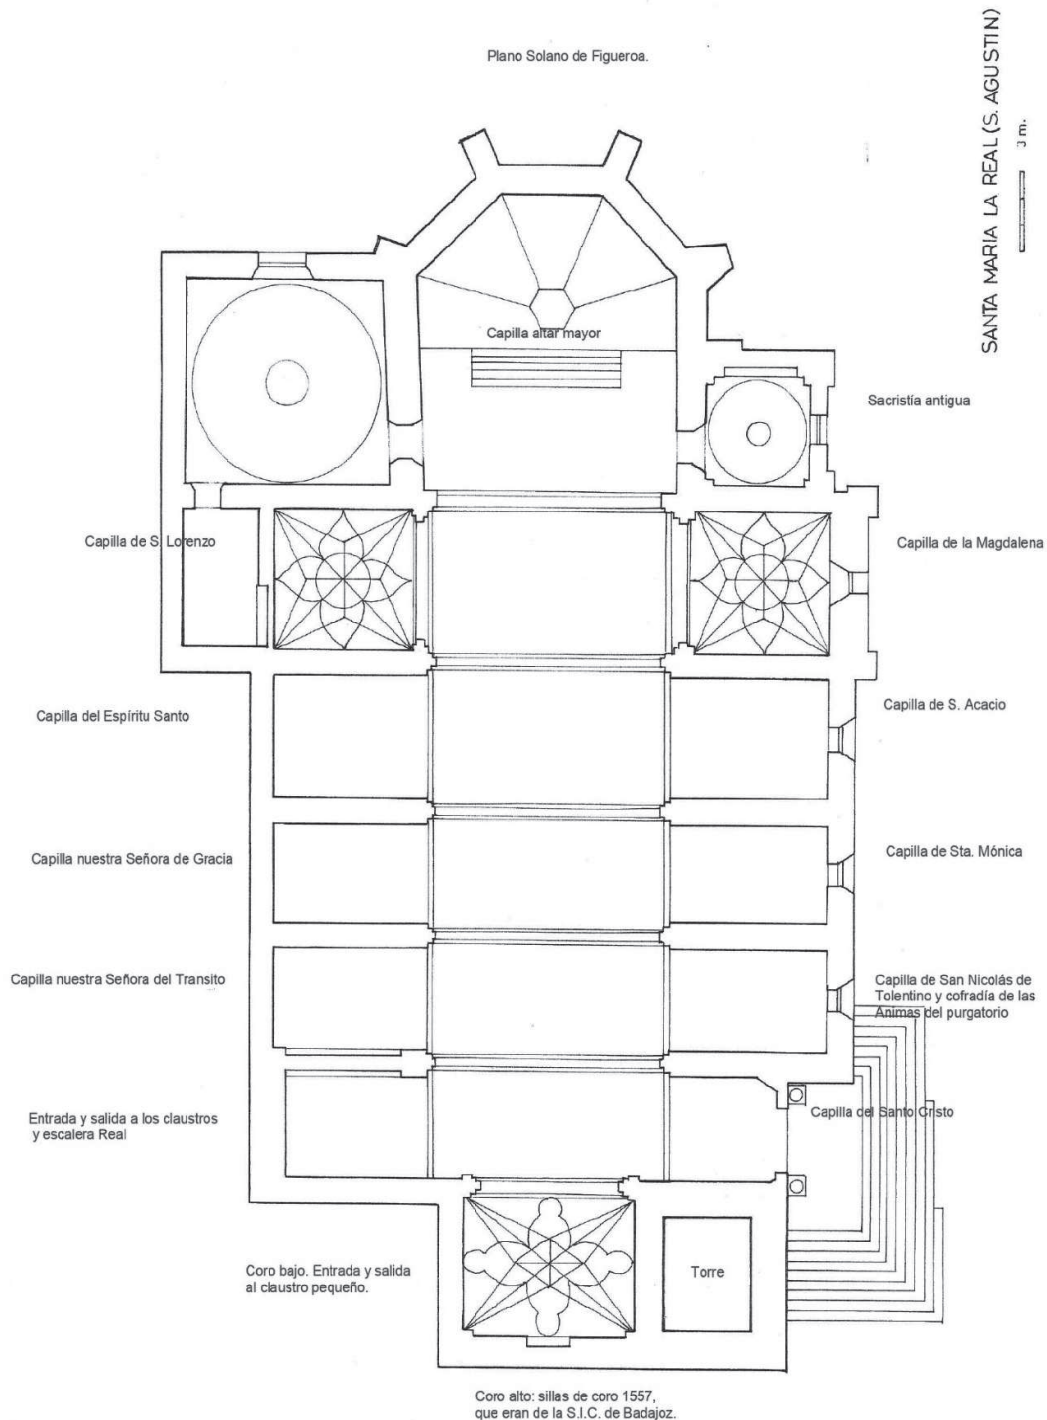 Plano Solano de Figueroa.
SANTA MARIA LA REAL (S. AGUSTIN)
3 m.
Capilla altar mayor
Sacristía antigua
Capilla de S. Lorenzo
Capilla de la Magdalena
Capilla del Espíritu Santo
Capilla de S. Acacio
Capilla nuestra Señora de Gracia
Capilla de Sta. Mónica
Capilla nuestra Señora del Transito
Capilla de San Nicolás de
Tolentino y cofradía de las
Animas del purgatorio
Entrada y salida a los claustros
y escalera Real
Capilla del Santo Cristo
Coro bajo. Entrada y salida
al claustro pequeño.
Torre
Coro alto: sillas de coro 1557,
que eran de la S.I.C. de Badajoz.